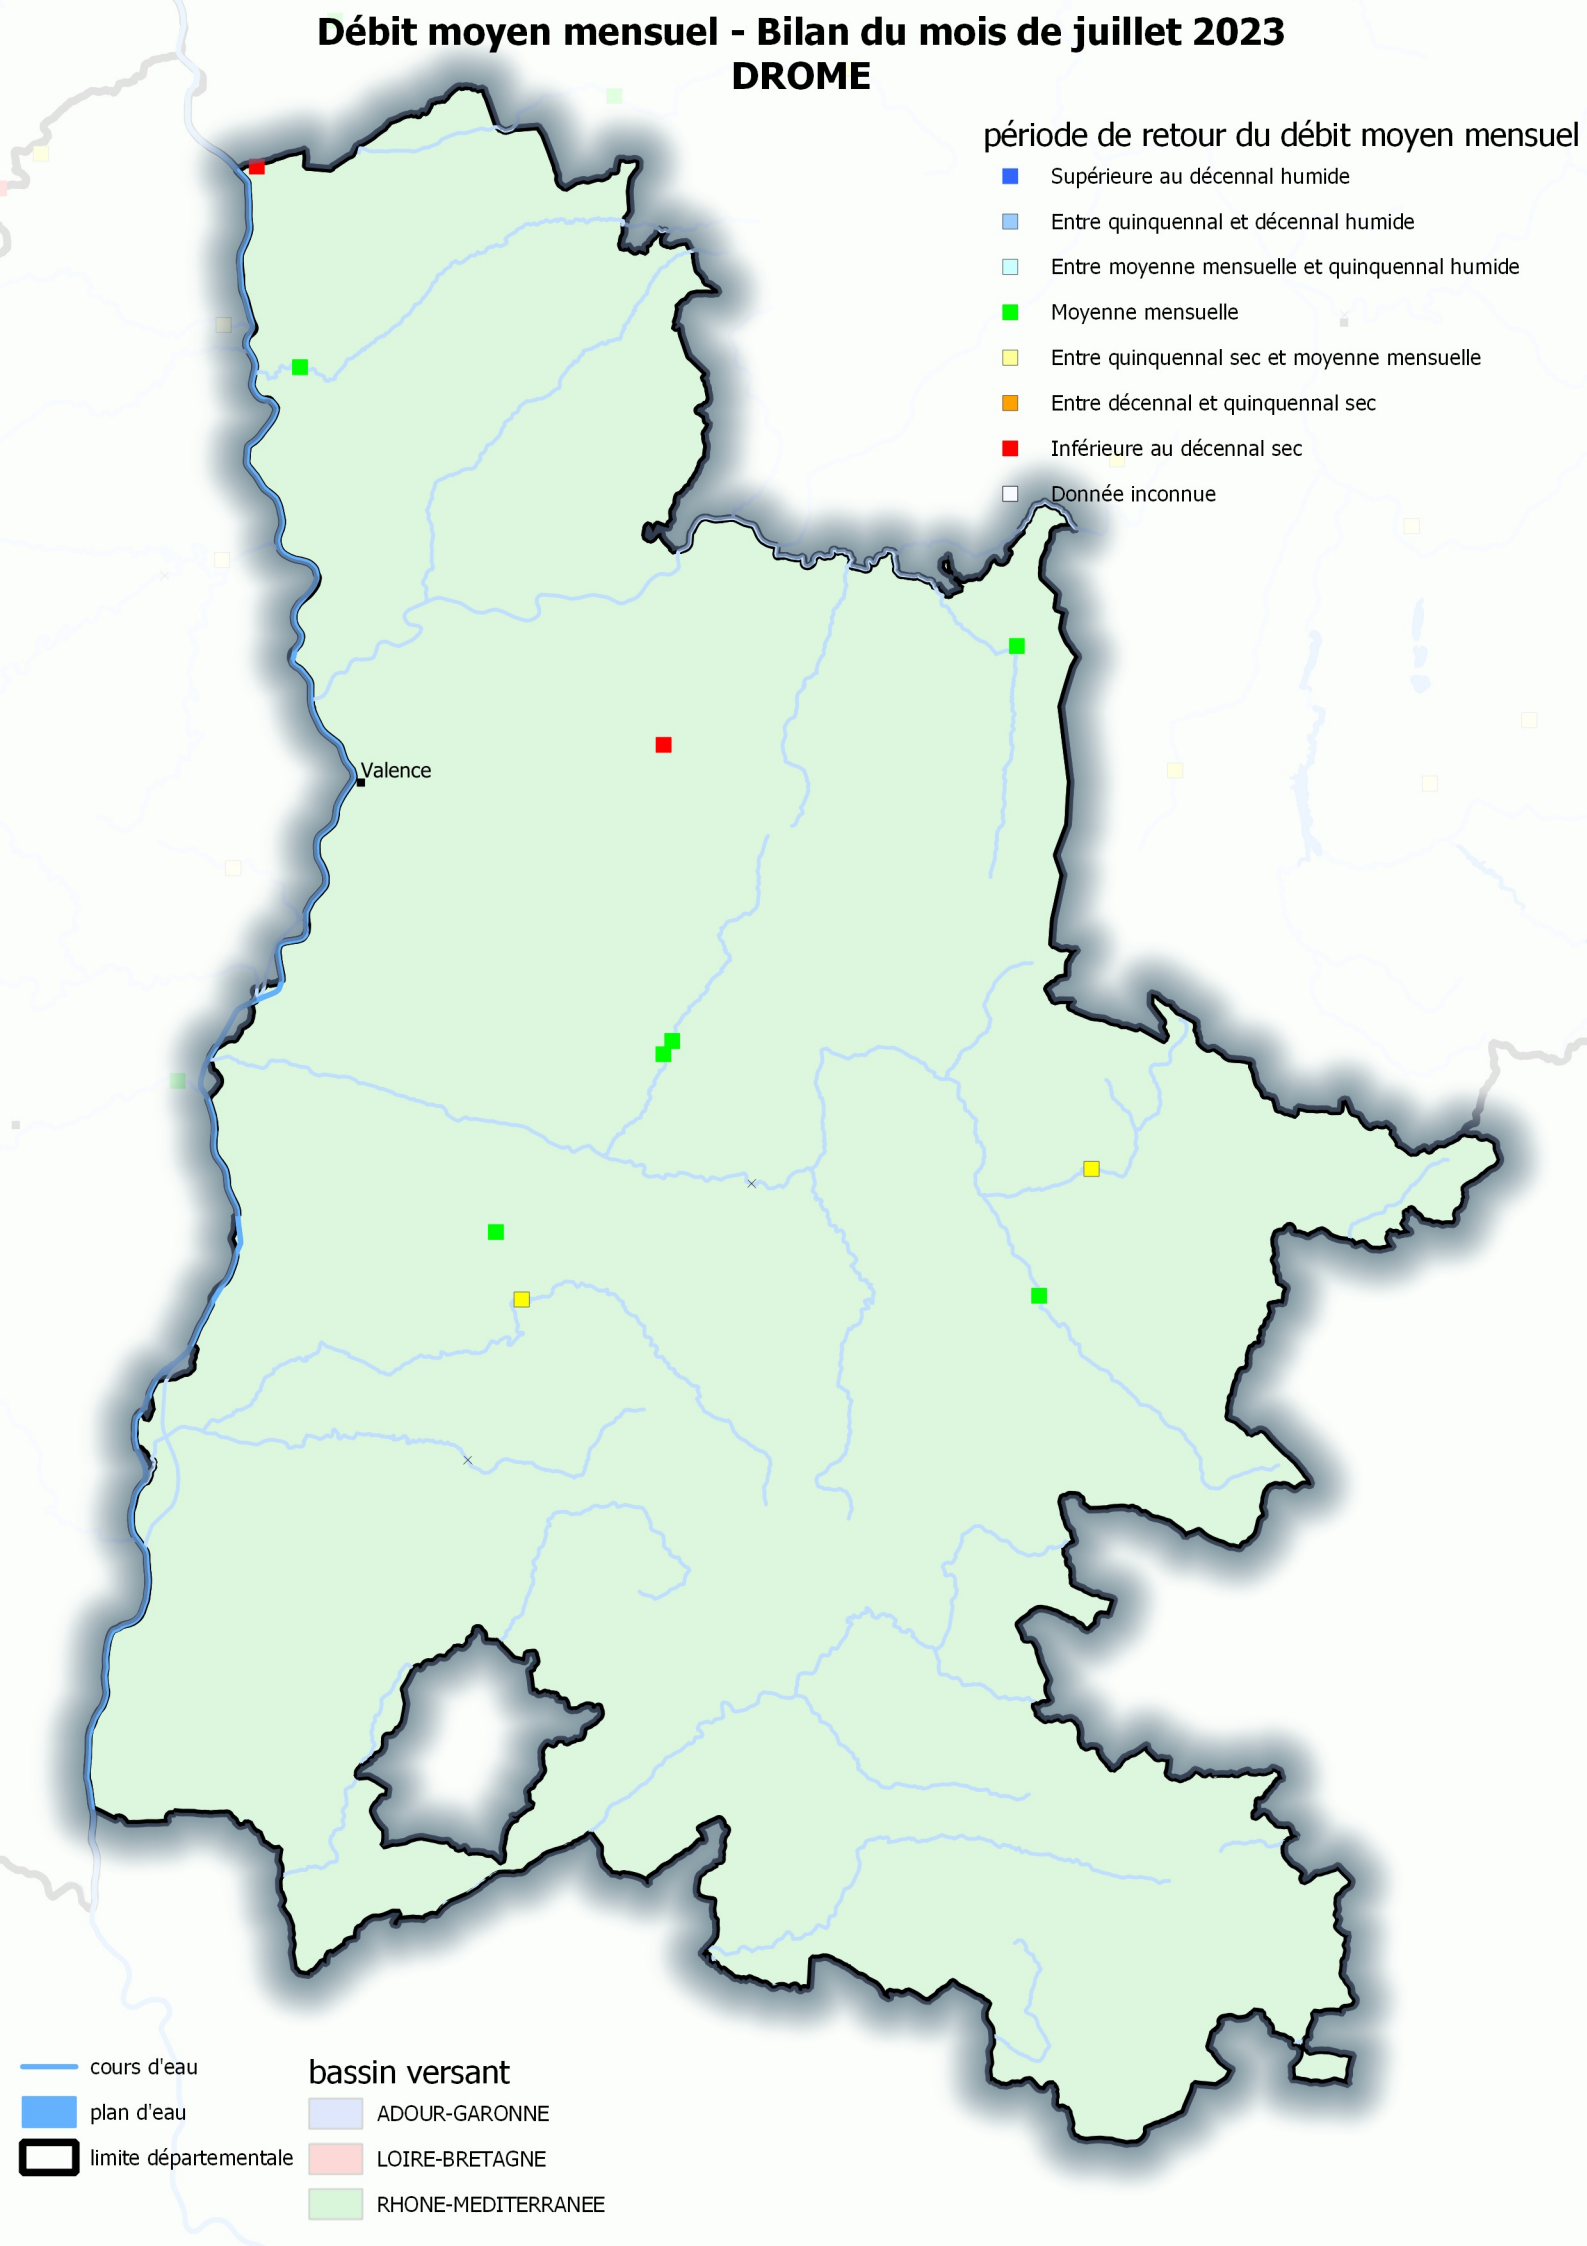 Débit moyen mensuel - Bilan du mois de juillet 2023
DROME
période de retour du débit moyen mensuel
Supérieure au décennal humide
Entre quinquennal et décennal humide
Entre moyenne mensuelle et quinquennal humide
Moyenne mensuelle
Entre quinquennal sec et moyenne mensuelle
Entre décennal et quinquennal sec
Inférieure au décennal sec
Donnée inconnue
Valence
cours d'eau
plan d'eau
limite départementale
bassin versant
ADOUR-GARONNE
LOIRE-BRETAGNE
RHONE-MEDITERRANEE